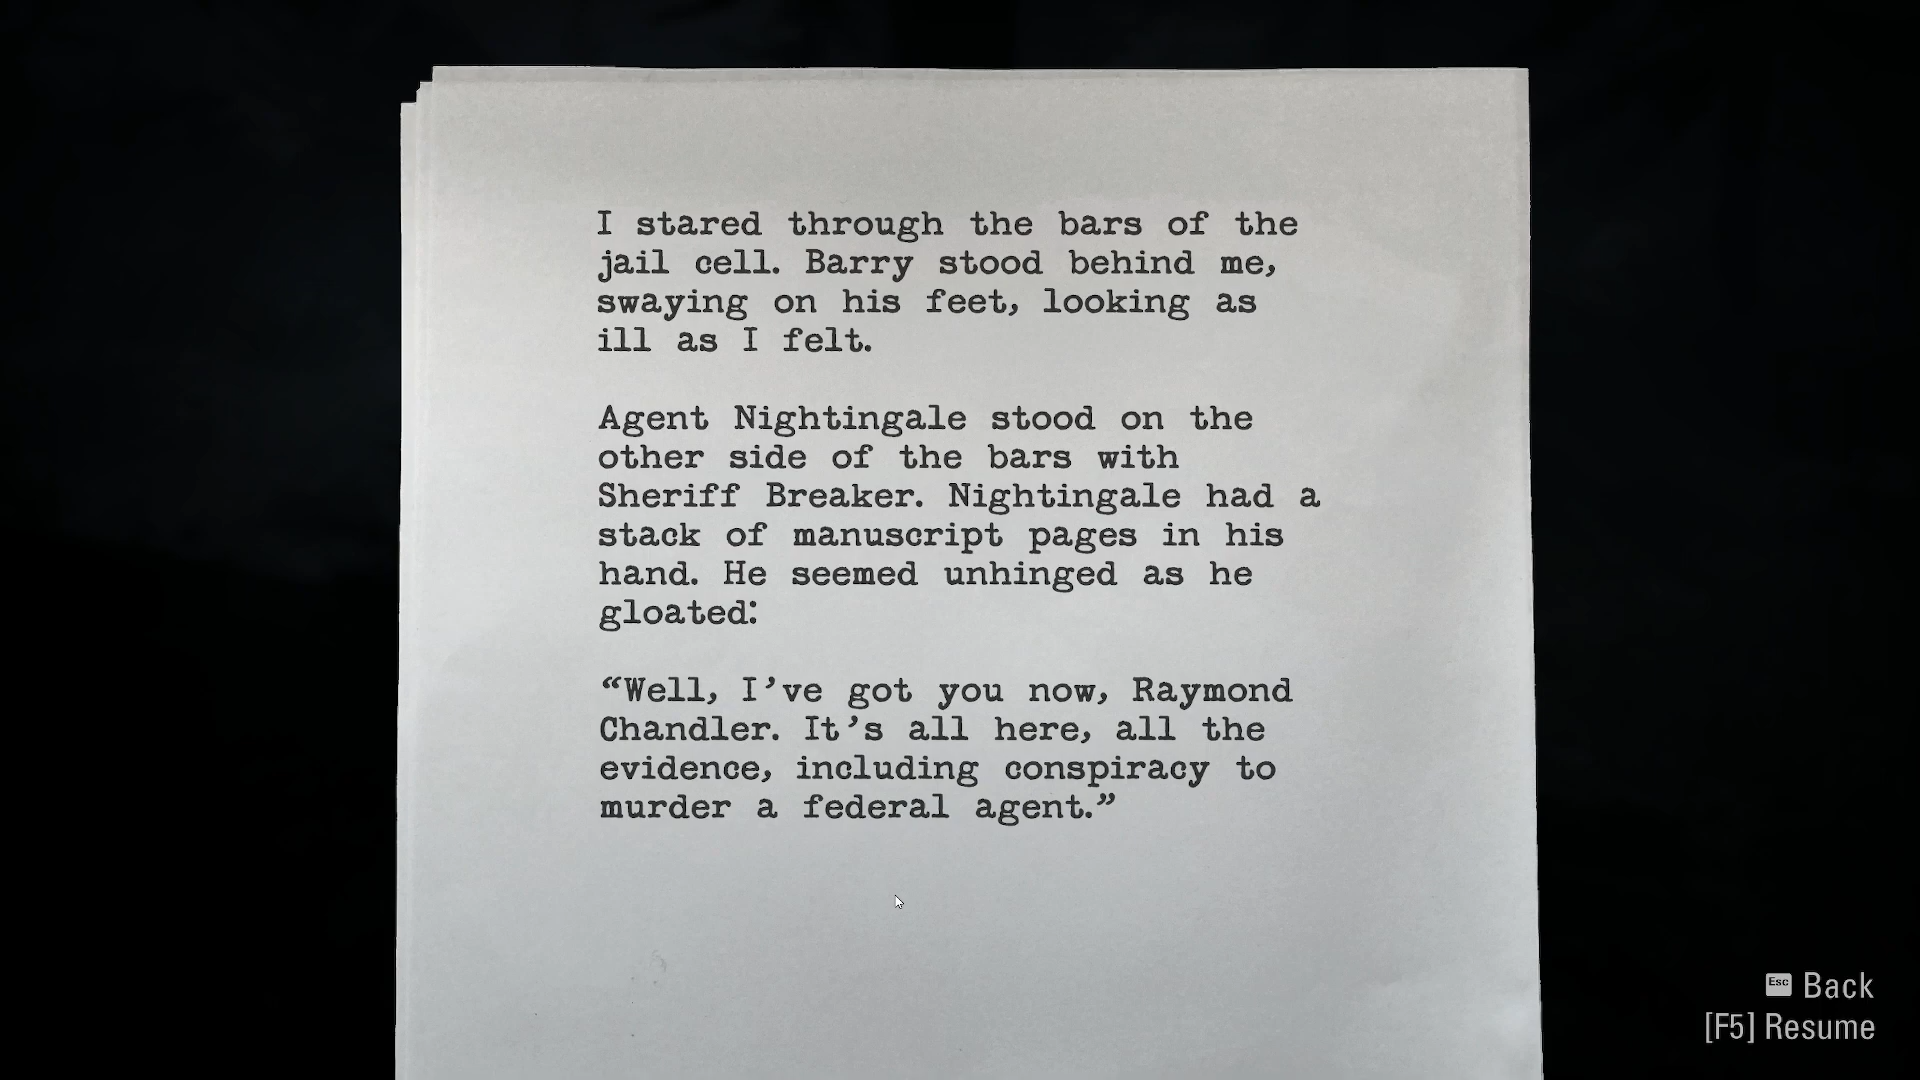 I stared through the bars of the
jail cell. Barry stood behind me,
swaying on his feet, looking as
ill as I felt.
Agent Nightingale stood on the
other side of the bars with
Sheriff Breaker. Nightingale had a
stack of manuscript pages in his
hand. He seemed unhinged as he
gloated:
“Well, I’ve got you now, Raymond
Chandler. It’s all here, all the
evidence, including conspiracy to
murder a federal agent.”
Esc Back
[F5] Resume